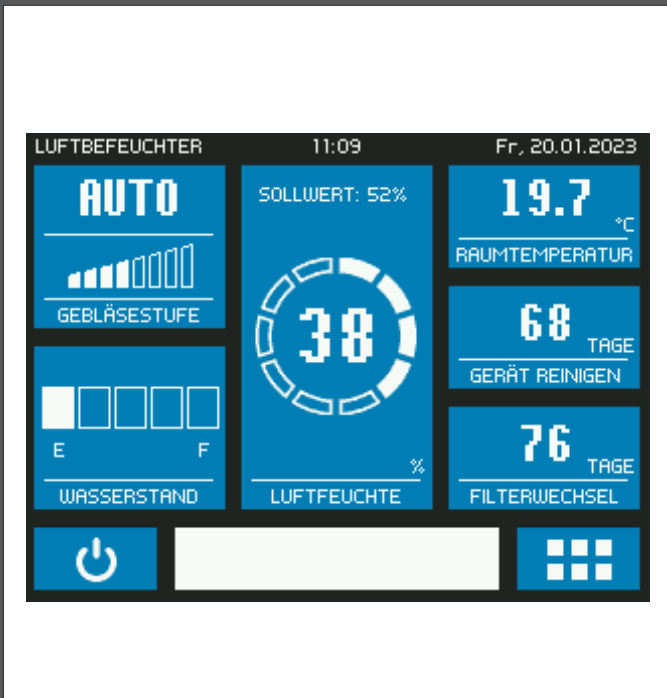 LUFTBEFEUCHTER
11:09
Fr, 20.01.2023
AUTO
GEBLÄSESTUFE
E
F
WASSERSTAND
SOLLWERT: 52%
38
%
LUFTFEUCHTE
19.7
°C
RAUMTEMPERATUR
68
TAGE
GERÄT REINIGEN
76
TAGE
FILTERWECHSEL